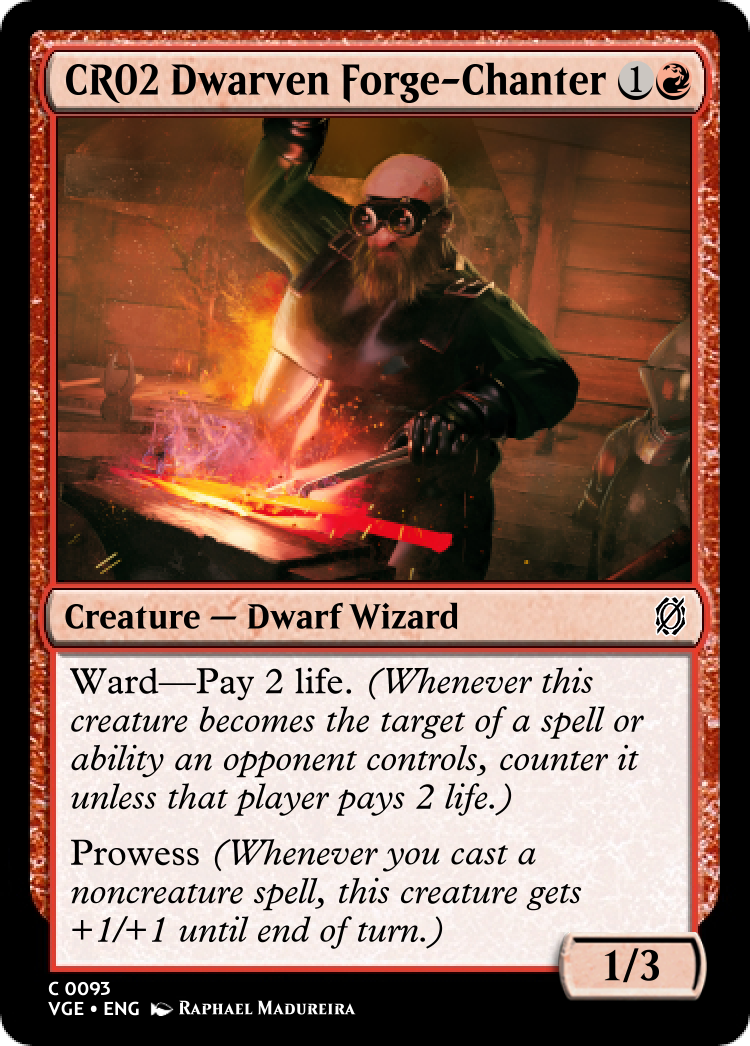 CR02 Dwarven Forge-Chanter 1
Creature — Dwarf Wizard
Ward—Pay 2 life. (Whenever this
creature becomes the target of a spell or
ability an opponent controls, counter it
unless that player pays 2 life.)
Prowess (Whenever you cast a
noncreature spell, this creature gets
+1/+1 until end of turn.)
1/3
C 0093
VGE • ENG Raphael Madureira